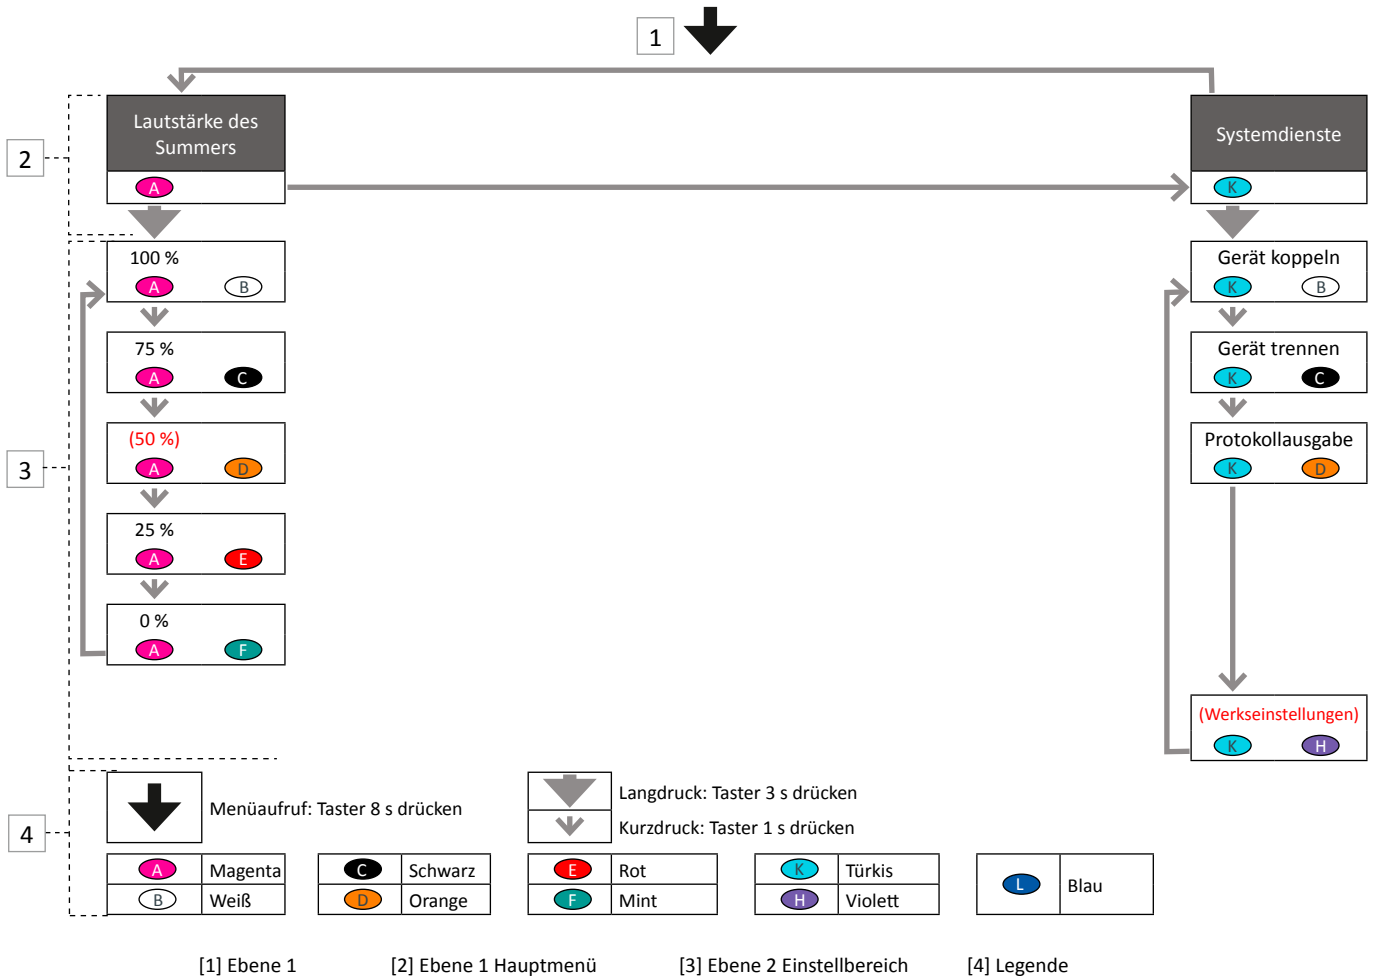 1
2
Lautstärke des
Summers
A
Systemdienste
K
3
100 %
A B
75 %
A C
(50 %)
A D
25 %
A E
0 %
A F
Gerät koppeln
K B
Gerät trennen
K C
Protokollausgabe
K D
(Werkseinstellungen)
K H
4
Menüaufruf: Taster 8 s drücken
Langdruck: Taster 3 s drücken
Kurzdruck: Taster 1 s drücken
A Magenta
B Weiß
C Schwarz
D Orange
E Rot
F Mint
K Türkis
H Violett
L Blau
[1] Ebene 1 [2] Ebene 1 Hauptmenü [3] Ebene 2 Einstellbereich [4] Legende